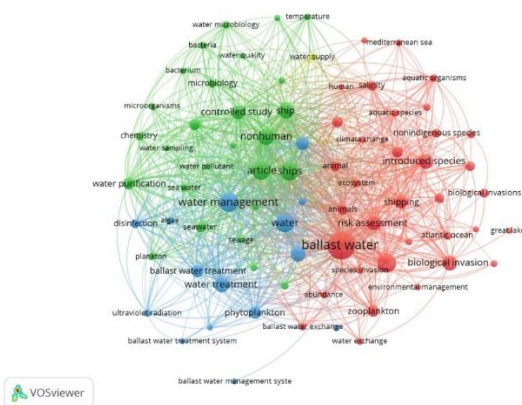 temperature
water microbiology
mediterranean sea
bacteria
water quality
water supply
bacterium
microbiology
human
salinity
aquatic organisms
microorganisms
controlled study
ship
aquatic species
chemistry
nonhuman
climate change
nonindigenous species
water sampling
article
ships
animal
introduced species
water pollutant
water purification
sea water
ecosystem
biological invasions
water management
animals
shipping
disinfection
algae
seawater
water
risk assessment
great lake
sewage
ballast water
atlantic ocean
plankton
species invasion
biological invasion
ballast water treatment
water treatment
abundance
environmental management
ultraviolet radiation
phytoplankton
zooplankton
ballast water exchange
ballast water treatment system
water exchange
ballast water management syste
VOSviewer